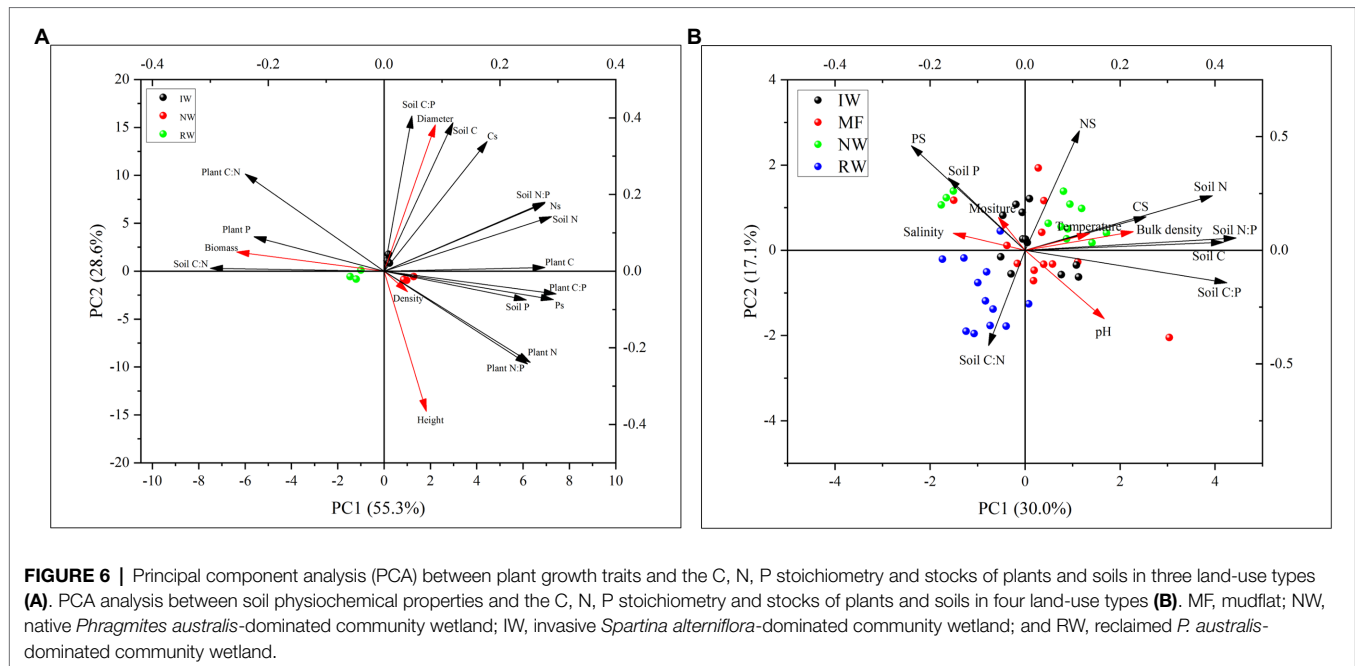 A
-0.4 -0.2 0.0 0.2 0.4
20
15
10
5
0
-5
-10
-15
-20
PC2 (28.6%)
IW
NW
RW
Soil C:P
Diameter
Soil C
Cs
Plant C:N
Soil N:P
Ns
Soil N
Plant P
Biomass
Soil C:N
Plant C
Plant C:P
Density
Soil P
Ps
Plant N
Plant N:P
Height
0.4
0.2
0.0
-0.2
-0.4
-10 -8 -6 -4 -2 0 2 4 6 8 10
PC1 (55.3%)
B
-0.3 0.0 0.3
4
2
0
-2
-4
PC2 (17.1%)
IW
MF
NW
RW
PS
NS
Soil P
Soil N
Mositure
CS
Salinity
Temperature
Bulk density
Soil N:P
Soil C
Soil C:P
pH
Soil C:N
0.5
0.0
-0.5
-4 -2 0 2 4
PC1 (30.0%)
FIGURE 6 | Principal component analysis (PCA) between plant growth traits and the C, N, P stoichiometry and stocks of plants and soils in three land-use types
(A). PCA analysis between soil physiochemical properties and the C, N, P stoichiometry and stocks of plants and soils in four land-use types (B). MF, mudflat; NW,
native Phragmites australis-dominated community wetland; IW, invasive Spartina alterniflora-dominated community wetland; and RW, reclaimed P. australis-
dominated community wetland.